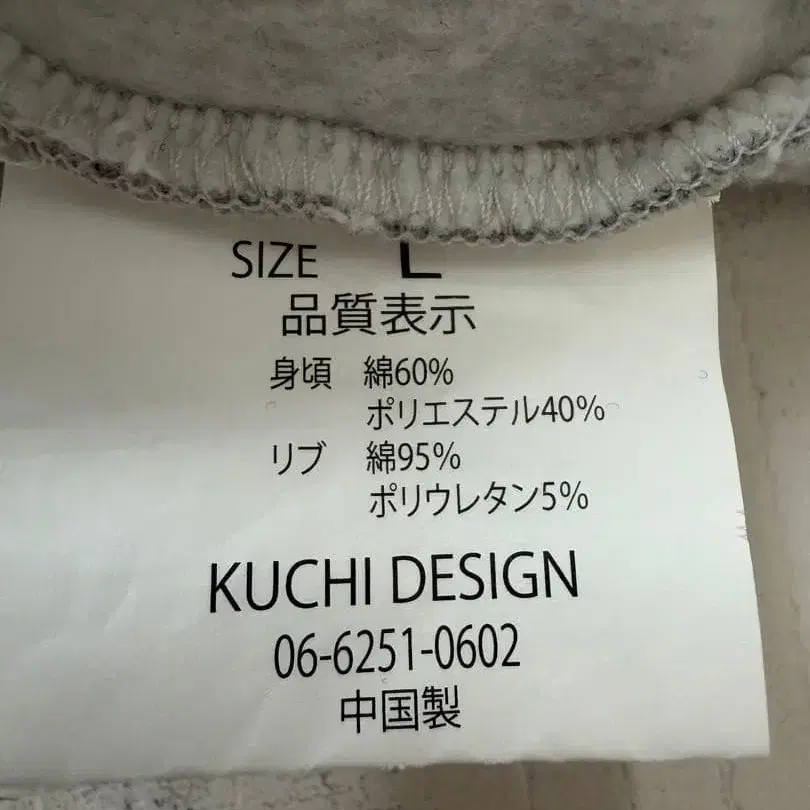 SIZE L
品質表示
身頃 綿60%
ポリエステル40%
リブ 綿95%
ポリウレタン5%
KUCHI DESIGN
06-6251-0602
中国製